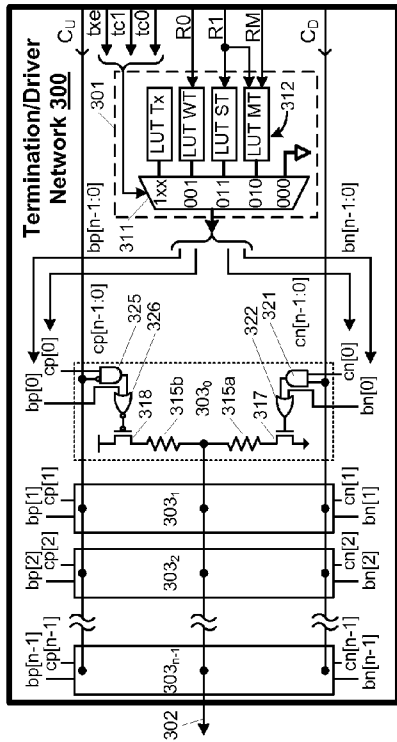 Termination/Driver
Network 300
C_U
txe
tc1
tc0
R0
R1
RM
C_D
301
LUT Tx
LUT WT
LUT ST
LUT MT
312
1xx
001
011
010
000
311
bp[n-1:0]
bn[n-1:0]
cp[n-1:0]
cn[n-1:0]
bp[0]
cp[0]
325
326
318
315b
303₀
315a
317
322
321
cn[0]
bn[0]
bp[1]
cp[1]
303₁
cn[1]
bn[1]
bp[2]
cp[2]
303₂
cn[2]
bn[2]
bp[n-1]
cp[n-1]
303ₙ₋₁
cn[n-1]
bn[n-1]
302